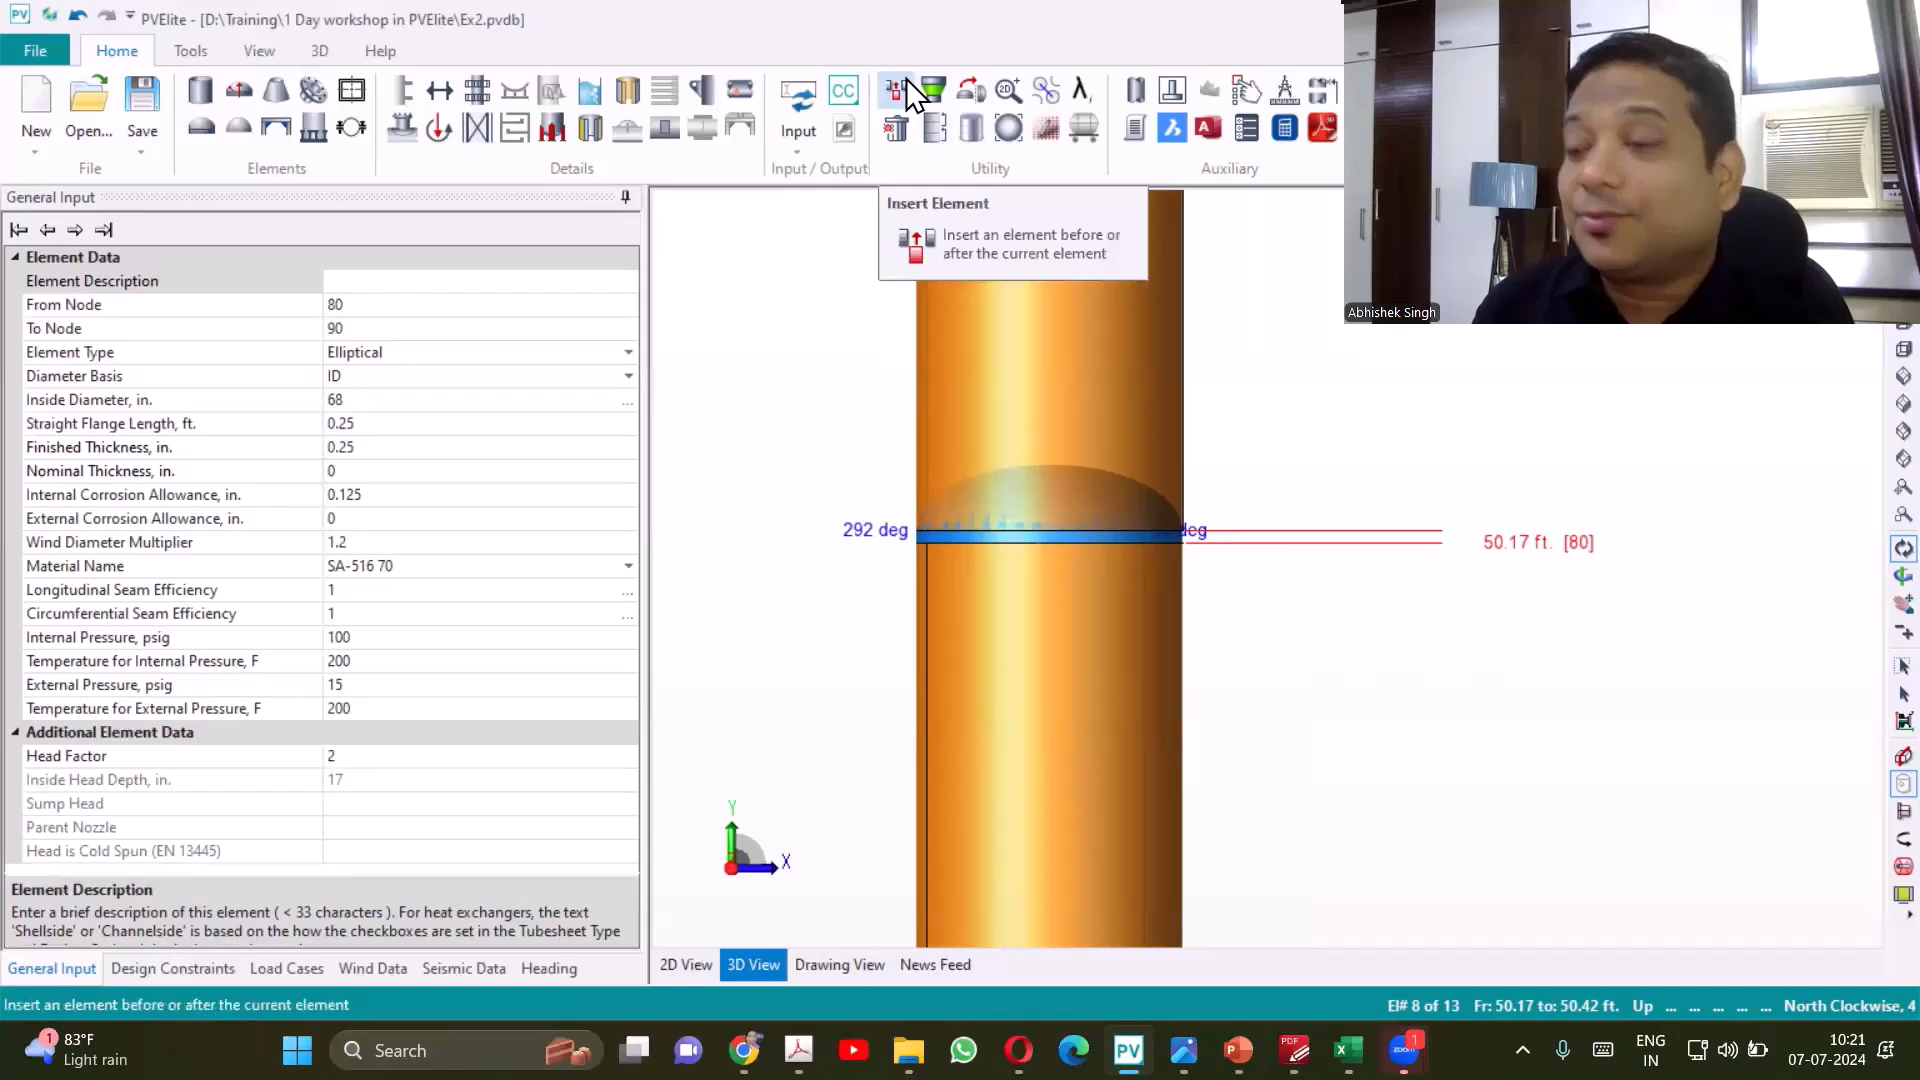 PV
PVElite - [D:\Training\1 Day workshop in PVElite\Ex2.pvdb]
File
Home
Tools
View
3D
Help
New
Open...
Save
CC
Input
2D
File
Elements
Details
Input / Output
Utility
Auxiliary
General Input
Insert Element
Insert an element before or
after the current element
Abhishek Singh
Element Data
Element Description
From Node 80
To Node 90
Element Type Elliptical
Diameter Basis ID
Inside Diameter, in. 68 ...
Straight Flange Length, ft. 0.25
Finished Thickness, in. 0.25
Nominal Thickness, in. 0
Internal Corrosion Allowance, in. 0.125
External Corrosion Allowance, in. 0
Wind Diameter Multiplier 1.2
Material Name SA-516 70
Longitudinal Seam Efficiency 1 ...
Circumferential Seam Efficiency 1 ...
Internal Pressure, psig 100
Temperature for Internal Pressure, F 200
External Pressure, psig 15
Temperature for External Pressure, F 200
Additional Element Data
Head Factor 2
Inside Head Depth, in. 17
Sump Head
Parent Nozzle
Head is Cold Spun (EN 13445)
292 deg
deg
50.17 ft. [80]
Y
X
Element Description
Enter a brief description of this element ( < 33 characters ). For heat exchangers, the text
'Shellside' or 'Channelside' is based on the how the checkboxes are set in the Tubesheet Type
General Input
Design Constraints
Load Cases
Wind Data
Seismic Data
Heading
2D View
3D View
Drawing View
News Feed
Insert an element before or after the current element
El# 8 of 13
Fr: 50.17 to: 50.42 ft.
Up
... ... ... ... ...
North Clockwise, 4
1
83°F
Light rain
Search
PV
PDF
zoom
1
ENG
IN
10:21
07-07-2024